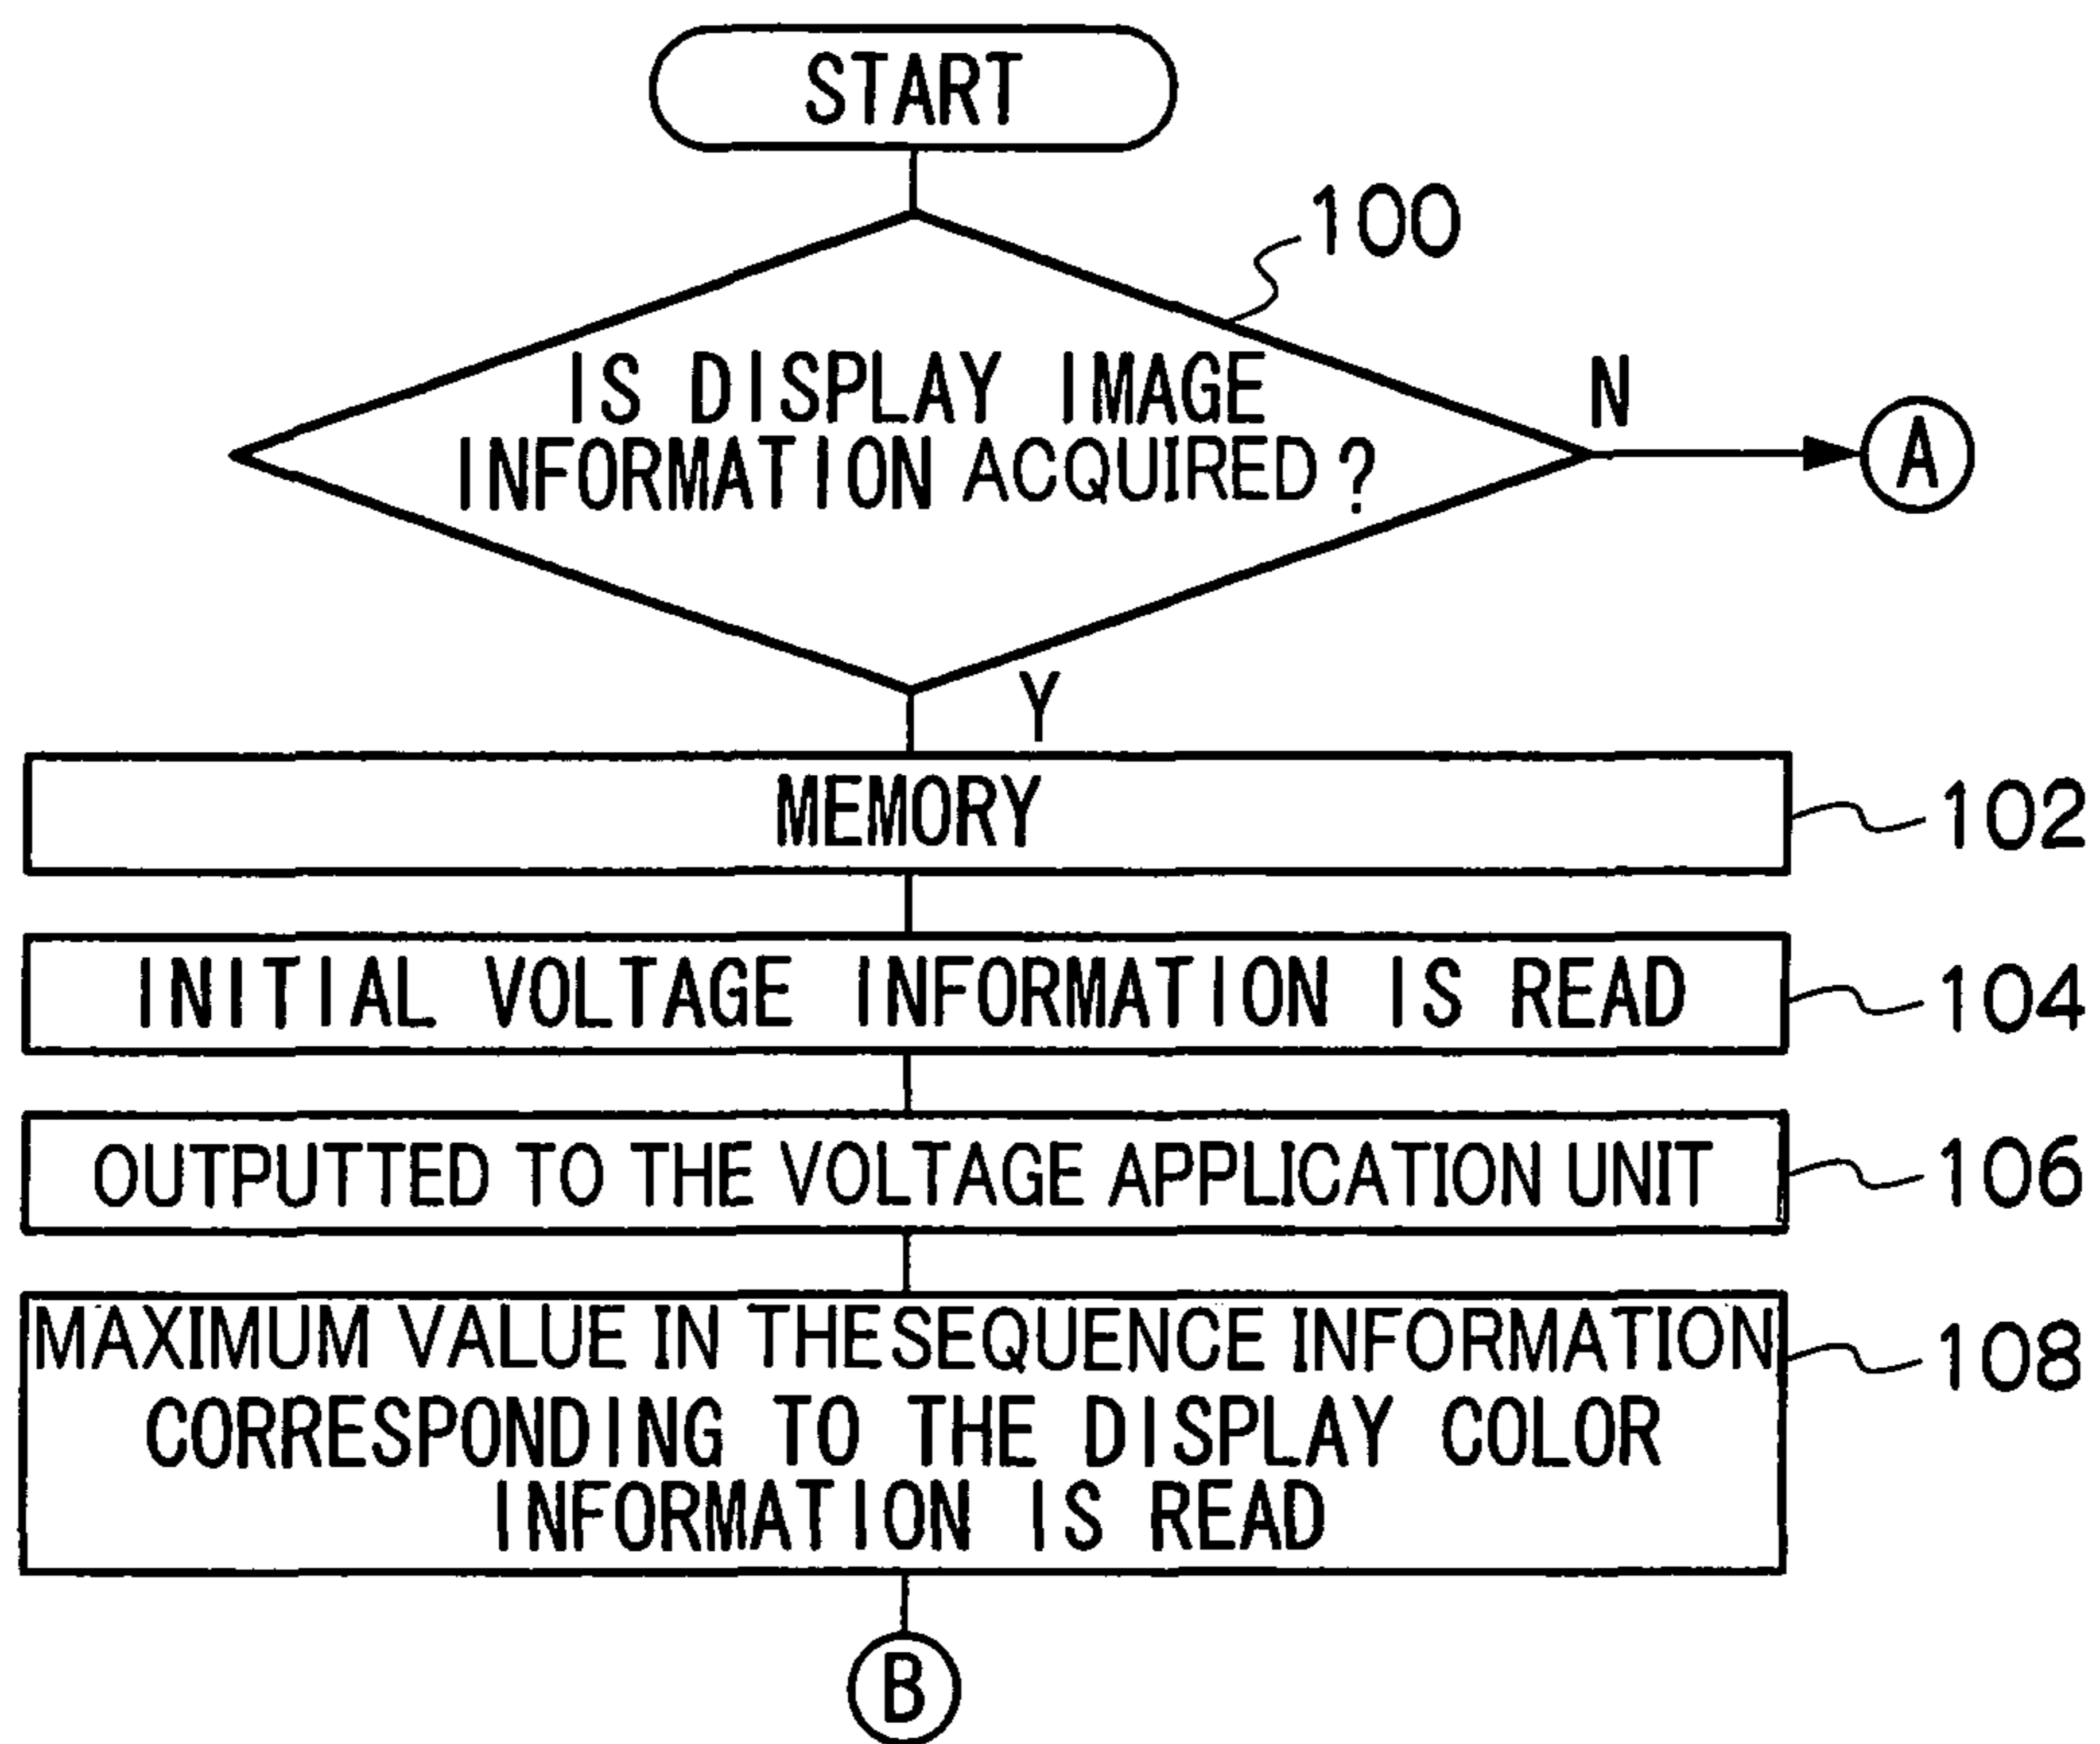 START
100
IS DISPLAY IMAGE
INFORMATION ACQUIRED?
N
A
Y
MEMORY
102
INITIAL VOLTAGE INFORMATION IS READ
104
OUTPUTTED TO THE VOLTAGE APPLICATION UNIT
106
MAXIMUM VALUE IN THESEQUENCE INFORMATION
108
CORRESPONDING TO THE DISPLAY COLOR
INFORMATION IS READ
B